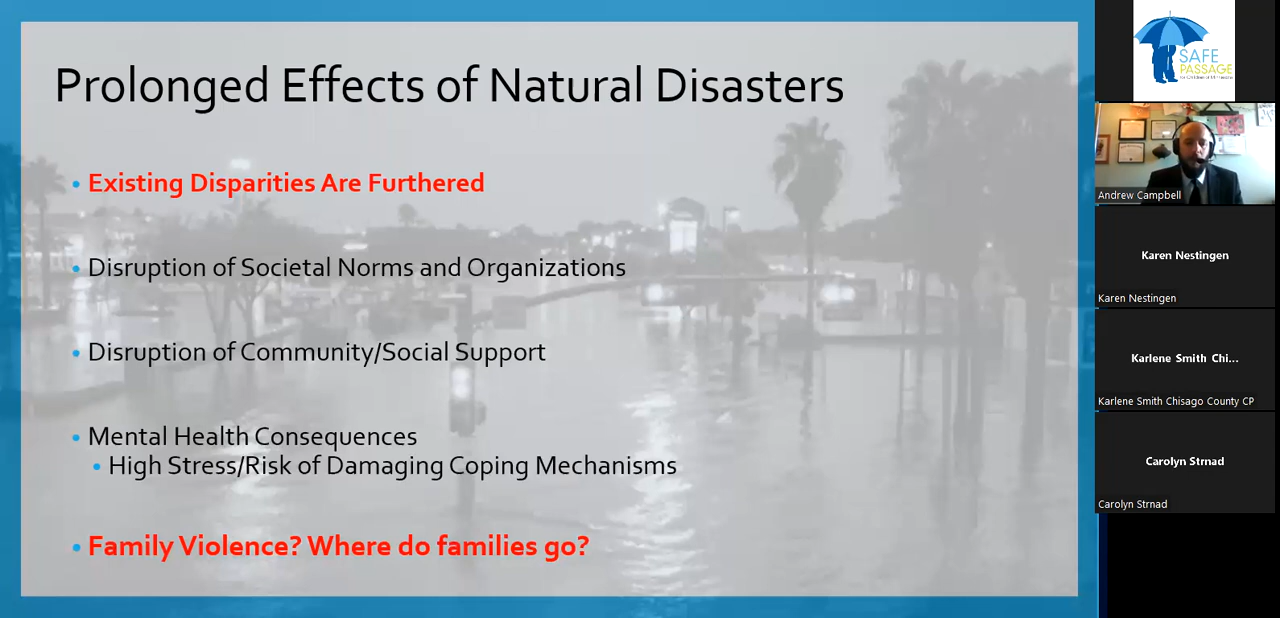 Prolonged Effects of Natural Disasters
• Existing Disparities Are Furthered
• Disruption of Societal Norms and Organizations
• Disruption of Community/Social Support
• Mental Health Consequences
• High Stress/Risk of Damaging Coping Mechanisms
• Family Violence? Where do families go?
SAFE
PASSAGE
Andrew Campbell
Karen Nestingen
Karen Nestingen
Karlene Smith Chi...
Karlene Smith Chisago County CP
Carolyn Strnad
Carolyn Strnad